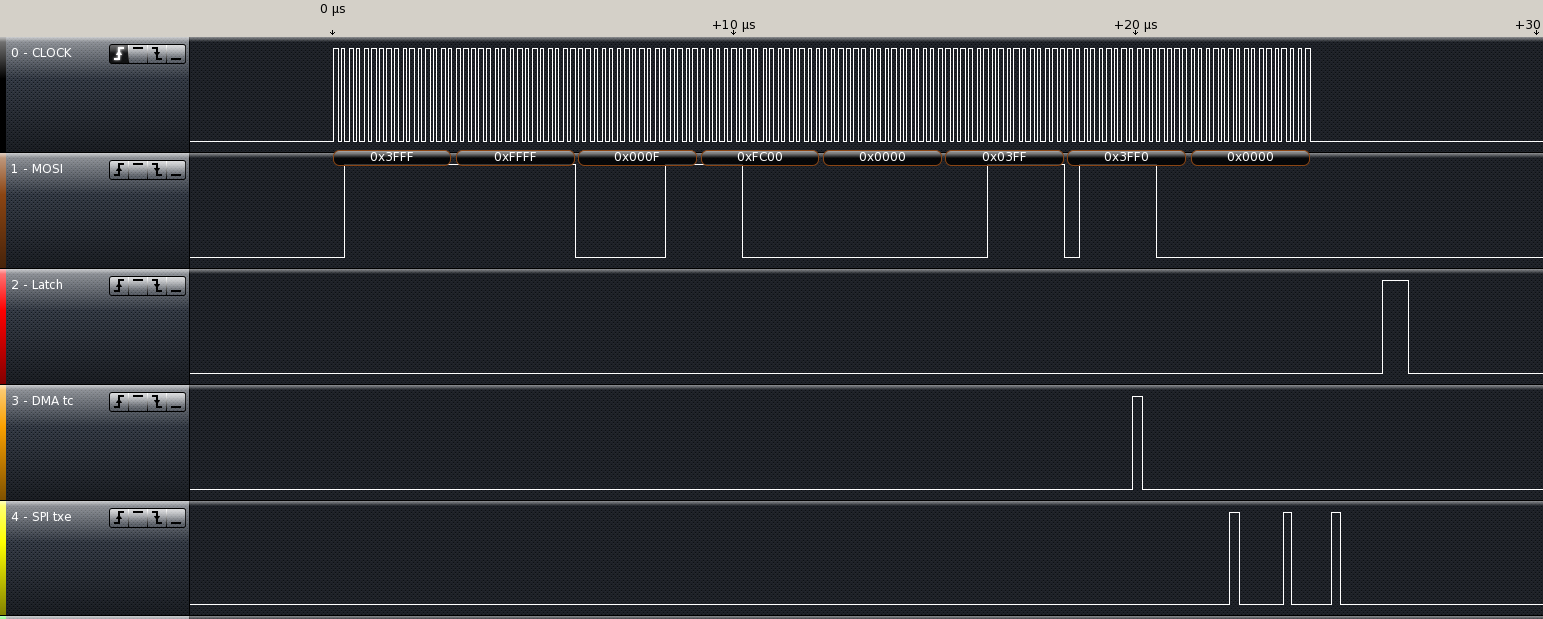 0 µs
+10 µs
+20 µs
+30
0 - CLOCK
0x3FFF 0xFFFF 0x000F 0xFC00 0x0000 0x03FF 0x3FF0 0x0000
1 - MOSI
2 - Latch
3 - DMA tc
4 - SPI txe